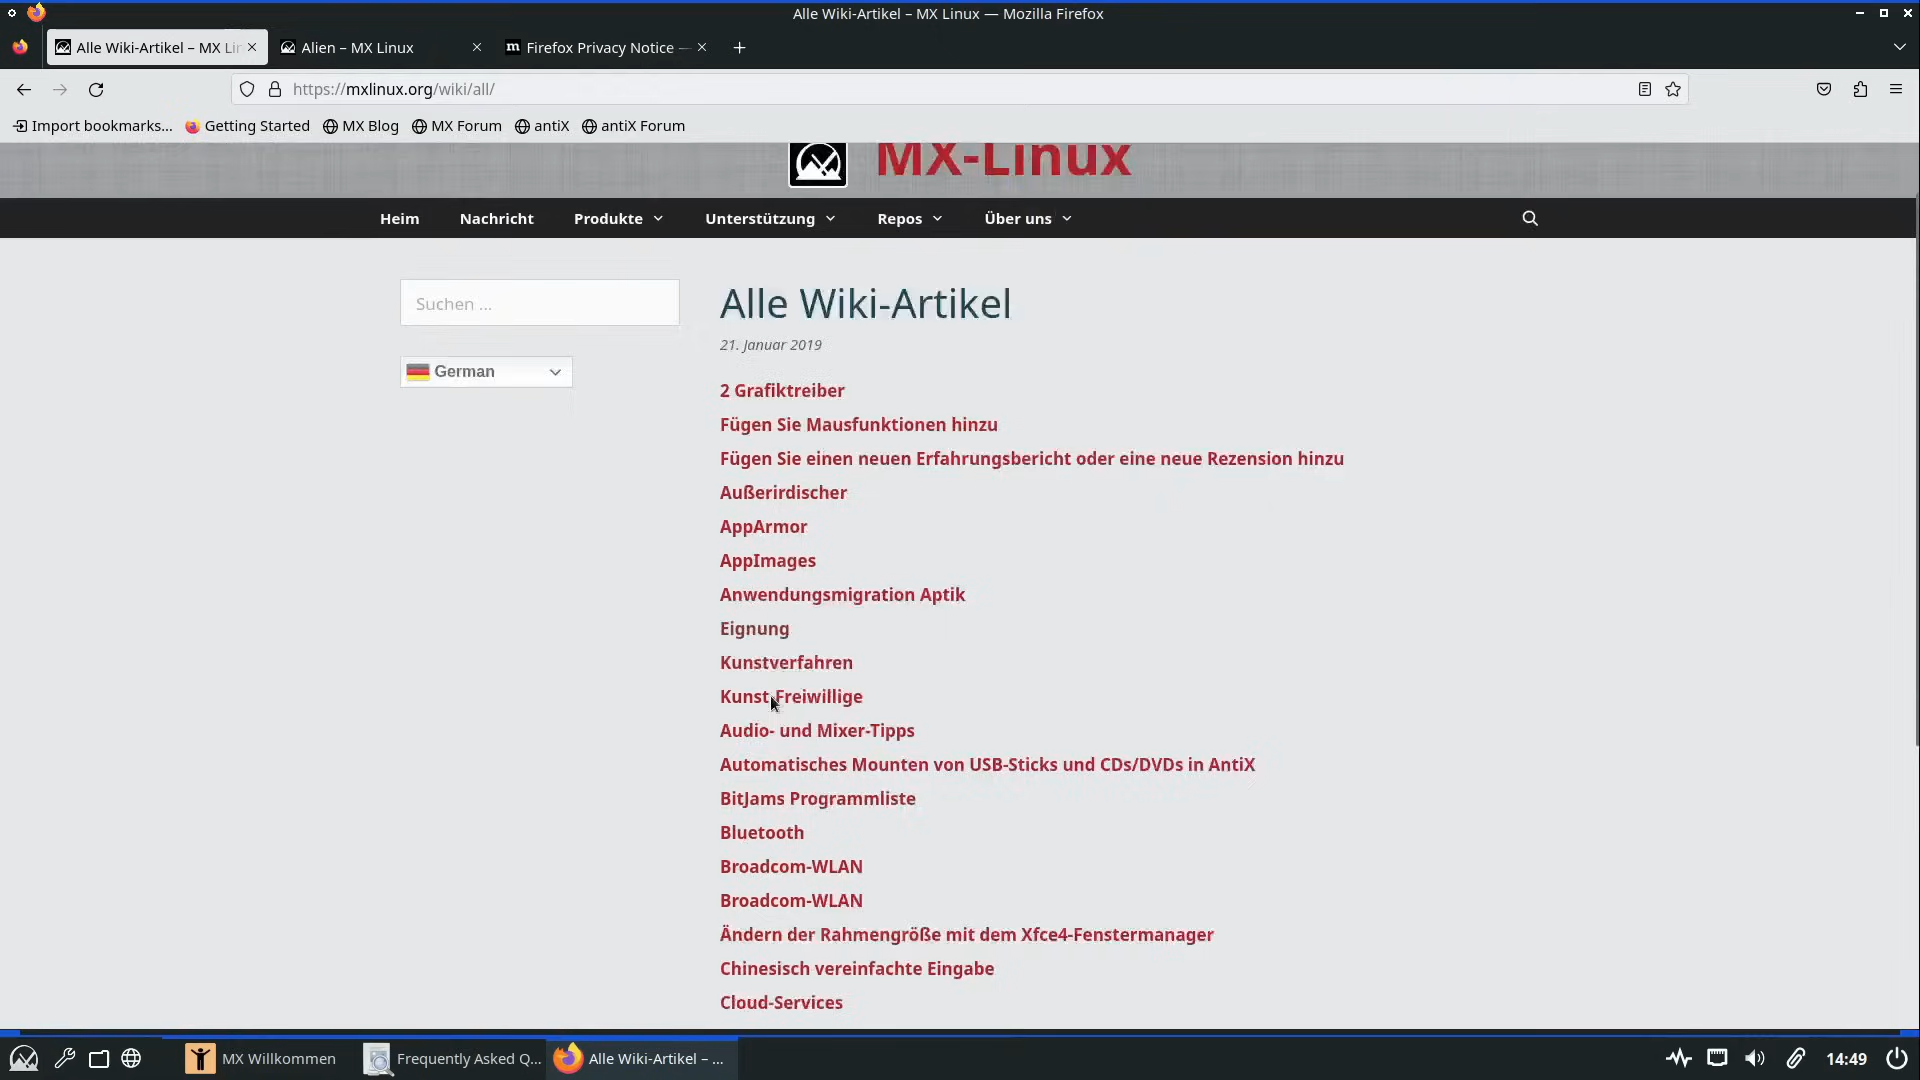 Alle Wiki-Artikel – MX Linux — Mozilla Firefox
Alle Wiki-Artikel – MX Lin
Alien – MX Linux
Firefox Privacy Notice —
https://mxlinux.org/wiki/all/
Import bookmarks...
Getting Started
MX Blog
MX Forum
antiX
antiX Forum
MX-Linux
Heim
Nachricht
Produkte
Unterstützung
Repos
Über uns
Suchen ...
German
Alle Wiki-Artikel
21. Januar 2019
2 Grafiktreiber
Fügen Sie Mausfunktionen hinzu
Fügen Sie einen neuen Erfahrungsbericht oder eine neue Rezension hinzu
Außerirdischer
AppArmor
AppImages
Anwendungsmigration Aptik
Eignung
Kunstverfahren
Kunst-Freiwillige
Audio- und Mixer-Tipps
Automatisches Mounten von USB-Sticks und CDs/DVDs in AntiX
BitJams Programmliste
Bluetooth
Broadcom-WLAN
Broadcom-WLAN
Ändern der Rahmengröße mit dem Xfce4-Fenstermanager
Chinesisch vereinfachte Eingabe
Cloud-Services
MX Willkommen
Frequently Asked Q...
Alle Wiki-Artikel – ...
14:49